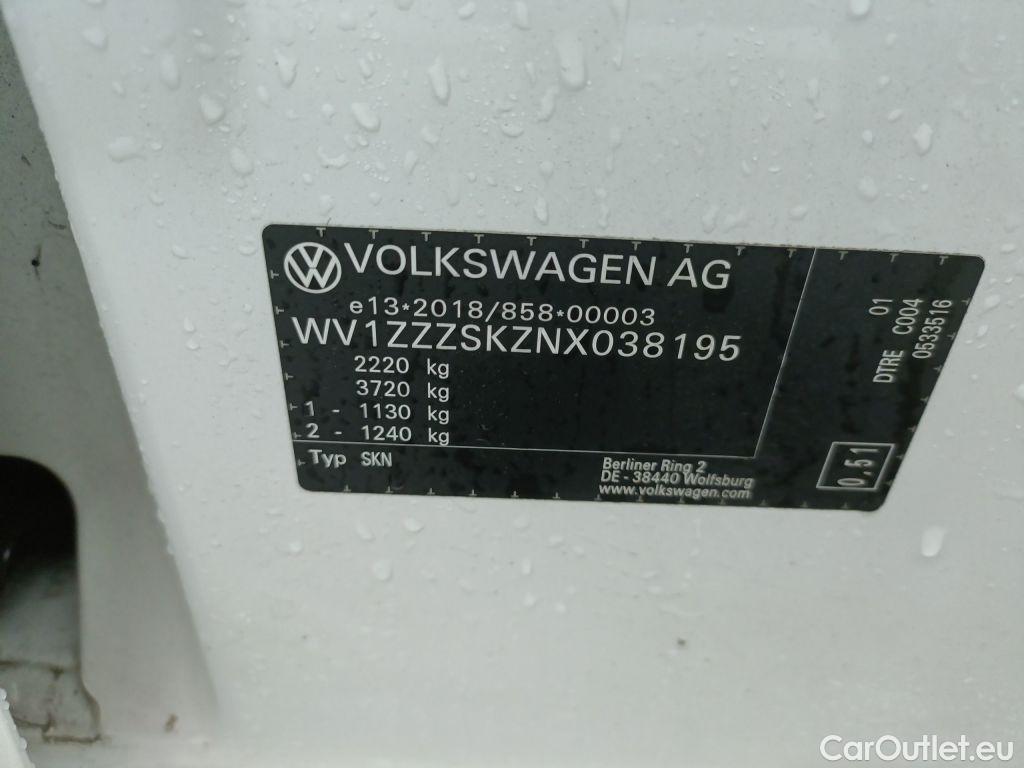 VOLKSWAGEN AG
e13*2018/858*00003
WV1ZZZSKZNX038195
2220 kg
3720 kg
1 - 1130 kg
2 - 1240 kg
Typ SKN
Berliner Ring 2
DE - 38440 Wolfsburg
www.volkswagen.com
01
DTRE C004
0533516
0,51
CarOutlet.eu